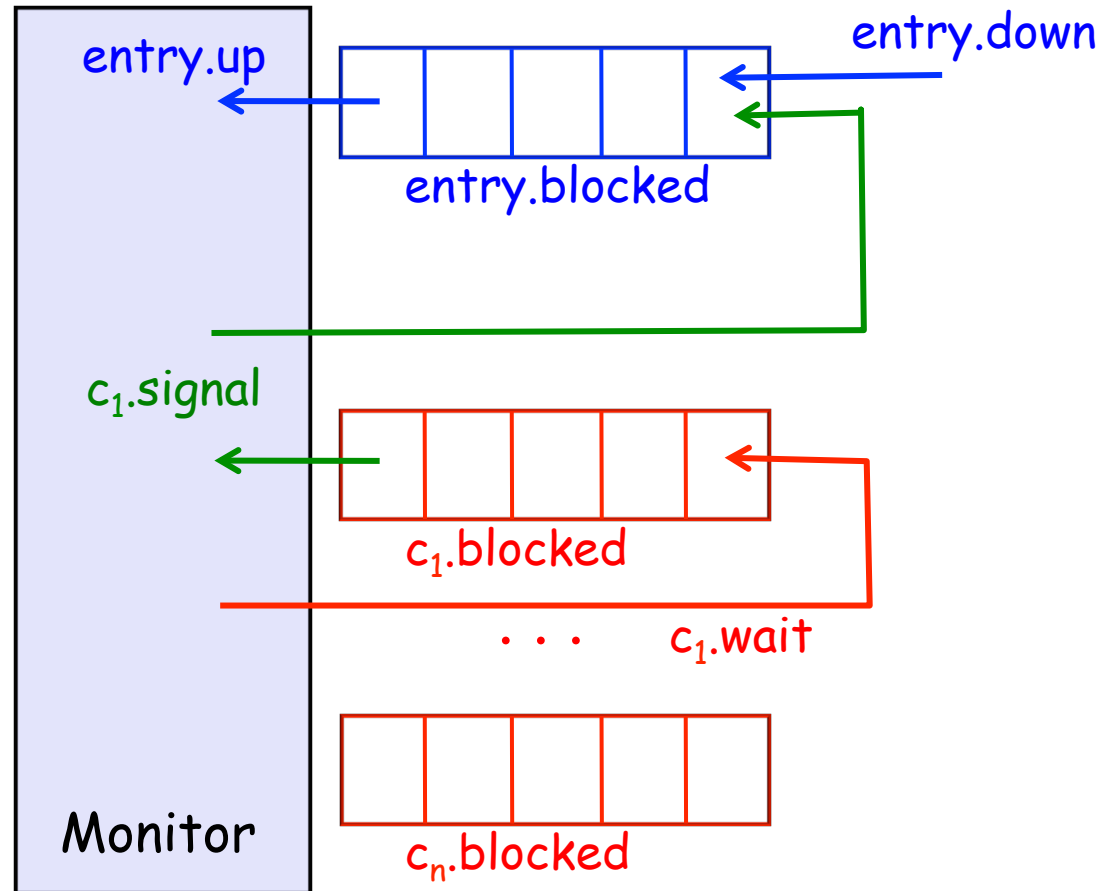 entry.down
entry.up
entry.blocked
c₁.signal
c₁.blocked
. . .
c₁.wait
Monitor
cₙ.blocked